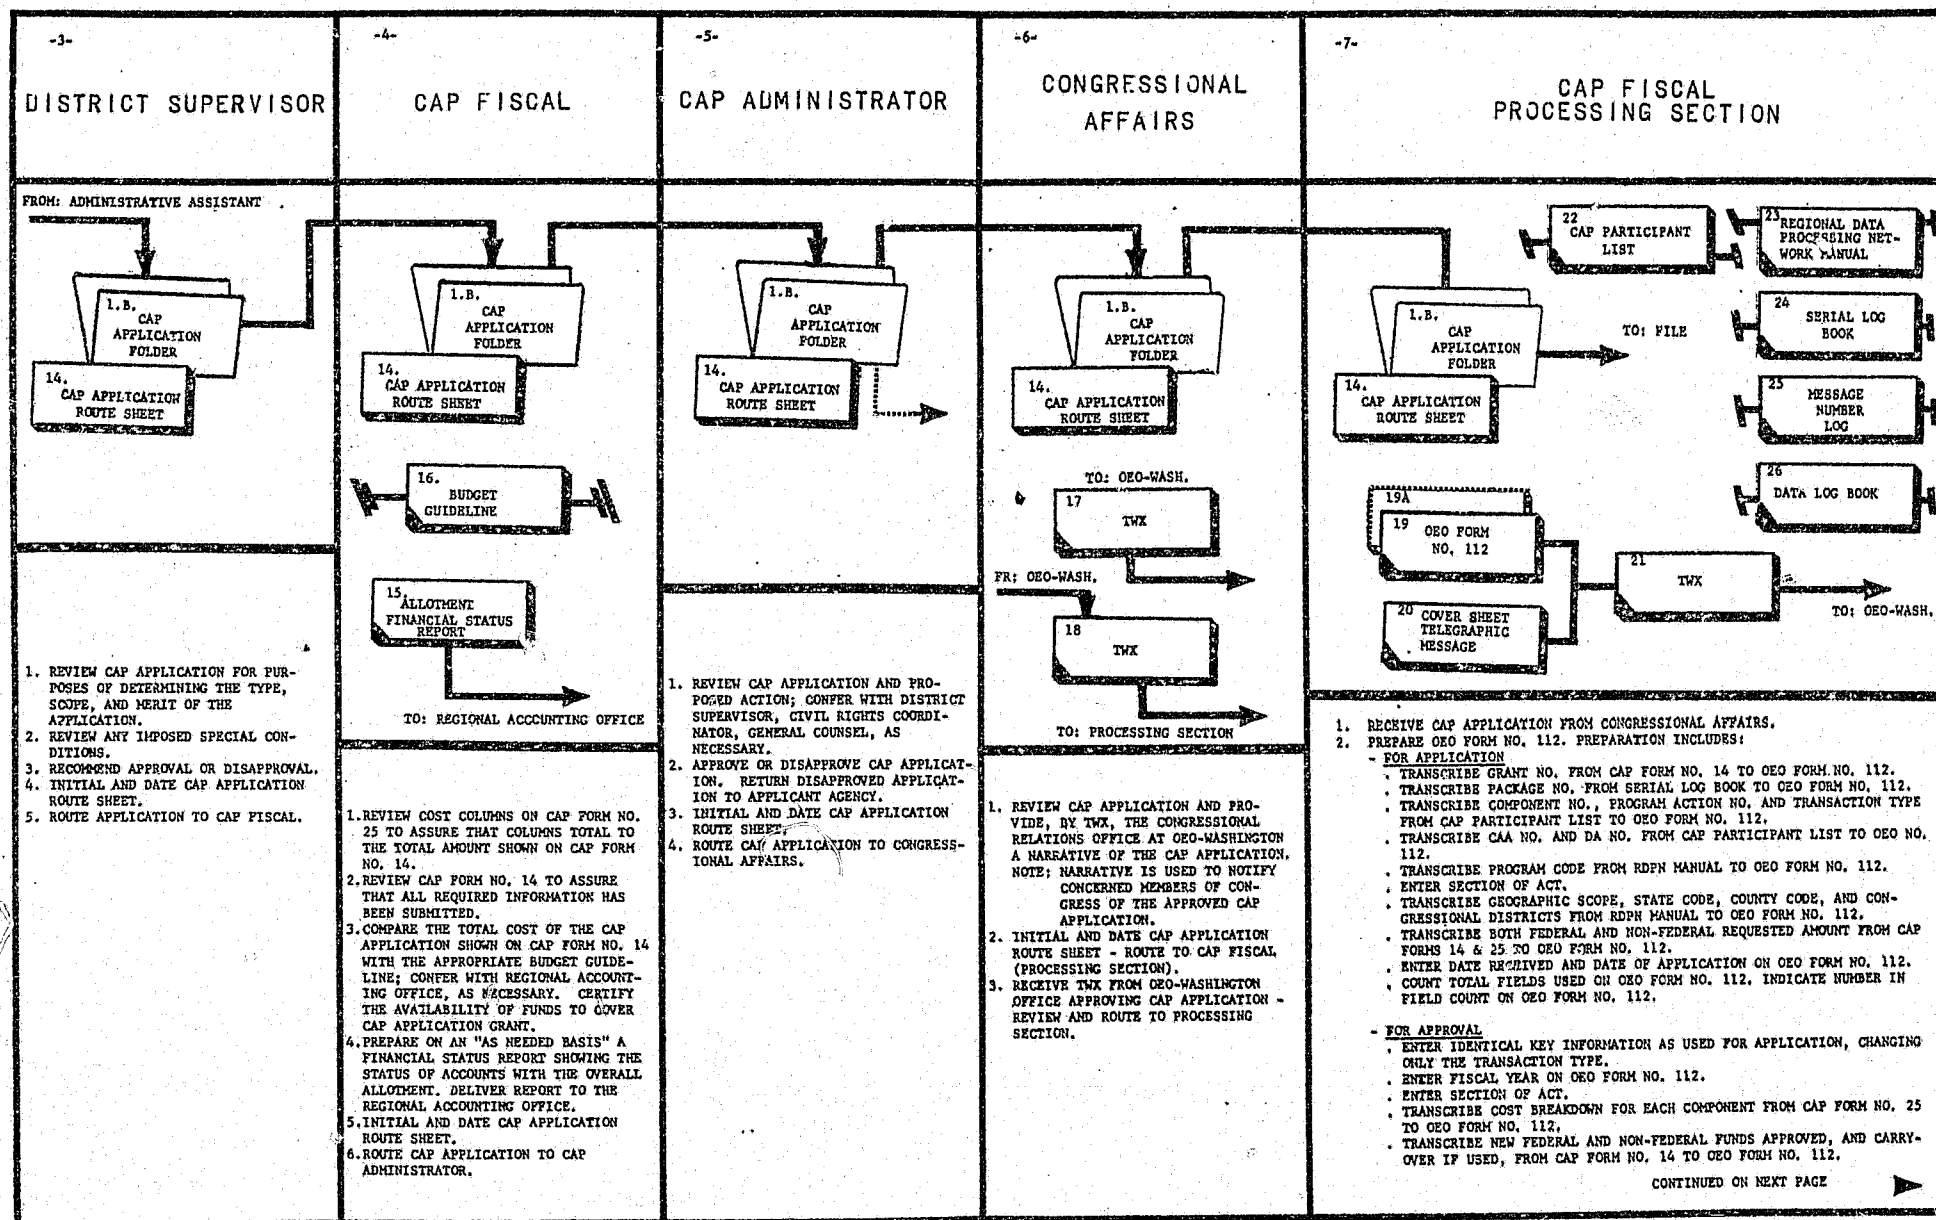 -3-
DISTRICT SUPERVISOR
FROM: ADMINISTRATIVE ASSISTANT
1.B.
CAP
APPLICATION
FOLDER
14.
CAP APPLICATION
ROUTE SHEET
1. REVIEW CAP APPLICATION FOR PUR-
POSES OF DETERMINING THE TYPE,
SCOPE, AND MERIT OF THE
APPLICATION.
2. REVIEW ANY IMPOSED SPECIAL CON-
DITIONS.
3. RECOMMEND APPROVAL OR DISAPPROVAL.
4. INITIAL AND DATE CAP APPLICATION
ROUTE SHEET.
5. ROUTE APPLICATION TO CAP FISCAL.
-4-
CAP FISCAL
1.B.
CAP
APPLICATION
FOLDER
14.
CAP APPLICATION
ROUTE SHEET
16.
BUDGET
GUIDELINE
15.
ALLOTMENT
FINANCIAL STATUS
REPORT
TO: REGIONAL ACCOUNTING OFFICE
1.REVIEW COST COLUMNS ON CAP FORM NO.
25 TO ASSURE THAT COLUMNS TOTAL TO
THE TOTAL AMOUNT SHOWN ON CAP FORM
NO. 14.
2.REVIEW CAP FORM NO. 14 TO ASSURE
THAT ALL REQUIRED INFORMATION HAS
BEEN SUBMITTED.
3.COMPARE THE TOTAL COST OF THE CAP
APPLICATION SHOWN ON CAP FORM NO. 14
WITH THE APPROPRIATE BUDGET GUIDE-
LINE; CONFER WITH REGIONAL ACCOUNT-
ING OFFICE, AS NECESSARY. CERTIFY
THE AVAILABILITY OF FUNDS TO COVER
CAP APPLICATION GRANT.
4.PREPARE ON AN "AS NEEDED BASIS" A
FINANCIAL STATUS REPORT SHOWING THE
STATUS OF ACCOUNTS WITH THE OVERALL
ALLOTMENT. DELIVER REPORT TO THE
REGIONAL ACCOUNTING OFFICE.
5.INITIAL AND DATE CAP APPLICATION
ROUTE SHEET.
6.ROUTE CAP APPLICATION TO CAP
ADMINISTRATOR.
-5-
CAP ADMINISTRATOR
1.B.
CAP
APPLICATION
FOLDER
14.
CAP APPLICATION
ROUTE SHEET
1. REVIEW CAP APPLICATION AND PRO-
POSED ACTION; CONFER WITH DISTRICT
SUPERVISOR, CIVIL RIGHTS COORDI-
NATOR, GENERAL COUNSEL, AS
NECESSARY.
2. APPROVE OR DISAPPROVE CAP APPLICAT-
ION. RETURN DISAPPROVED APPLICAT-
ION TO APPLICANT AGENCY.
3. INITIAL AND DATE CAP APPLICATION
ROUTE SHEET.
4. ROUTE CAP APPLICATION TO CONGRESS-
IONAL AFFAIRS.
-6-
CONGRESSIONAL
AFFAIRS
1.B.
CAP
APPLICATION
FOLDER
14.
CAP APPLICATION
ROUTE SHEET
TO: OEO-WASH.
17
TWX
FR: OEO-WASH.
18
TWX
TO: PROCESSING SECTION
1. REVIEW CAP APPLICATION AND PRO-
VIDE, BY TWX, THE CONGRESSIONAL
RELATIONS OFFICE AT OEO-WASHINGTON
A NARRATIVE OF THE CAP APPLICATION.
NOTE: NARRATIVE IS USED TO NOTIFY
CONCERNED MEMBERS OF CON-
GRESS OF THE APPROVED CAP
APPLICATION.
2. INITIAL AND DATE CAP APPLICATION
ROUTE SHEET - ROUTE TO CAP FISCAL
(PROCESSING SECTION).
3. RECEIVE TWX FROM OEO-WASHINGTON
OFFICE APPROVING CAP APPLICATION -
REVIEW AND ROUTE TO PROCESSING
SECTION.
-7-
CAP FISCAL
PROCESSING SECTION
22
CAP PARTICIPANT
LIST
23
REGIONAL DATA
PROCESSING NET-
WORK MANUAL
1.B.
CAP
APPLICATION
FOLDER
TO: FILE
24
SERIAL LOG
BOOK
14.
CAP APPLICATION
ROUTE SHEET
25
MESSAGE
NUMBER
LOG
26
DATA LOG BOOK
19A
19
OEO FORM
NO. 112
21
TWX
TO: OEO-WASH.
20
COVER SHEET
TELEGRAPHIC
MESSAGE
1. RECEIVE CAP APPLICATION FROM CONGRESSIONAL AFFAIRS.
2. PREPARE OEO FORM NO. 112. PREPARATION INCLUDES:
- FOR APPLICATION
. TRANSCRIBE GRANT NO. FROM CAP FORM NO. 14 TO OEO FORM NO. 112.
. TRANSCRIBE PACKAGE NO. FROM SERIAL LOG BOOK TO OEO FORM NO. 112.
. TRANSCRIBE COMPONENT NO., PROGRAM ACTION NO. AND TRANSACTION TYPE
FROM CAP PARTICIPANT LIST TO OEO FORM NO. 112.
. TRANSCRIBE CAA NO. AND DA NO. FROM CAP PARTICIPANT LIST TO OEO NO.
112.
. TRANSCRIBE PROGRAM CODE FROM RDPN MANUAL TO OEO FORM NO. 112.
. ENTER SECTION OF ACT.
. TRANSCRIBE GEOGRAPHIC SCOPE, STATE CODE, COUNTY CODE, AND CON-
GRESSIONAL DISTRICTS FROM RDPN MANUAL TO OEO FORM NO. 112.
. TRANSCRIBE BOTH FEDERAL AND NON-FEDERAL REQUESTED AMOUNT FROM CAP
FORMS 14 & 25 TO OEO FORM NO. 112.
. ENTER DATE RECEIVED AND DATE OF APPLICATION ON OEO FORM NO. 112.
. COUNT TOTAL FIELDS USED ON OEO FORM NO. 112. INDICATE NUMBER IN
FIELD COUNT ON OEO FORM NO. 112.
- FOR APPROVAL
. ENTER IDENTICAL KEY INFORMATION AS USED FOR APPLICATION, CHANGING
ONLY THE TRANSACTION TYPE.
. ENTER FISCAL YEAR ON OEO FORM NO. 112.
. ENTER SECTION OF ACT.
. TRANSCRIBE COST BREAKDOWN FOR EACH COMPONENT FROM CAP FORM NO. 25
TO OEO FORM NO. 112.
. TRANSCRIBE NEW FEDERAL AND NON-FEDERAL FUNDS APPROVED, AND CARRY-
OVER IF USED, FROM CAP FORM NO. 14 TO OEO FORM NO. 112.
CONTINUED ON NEXT PAGE